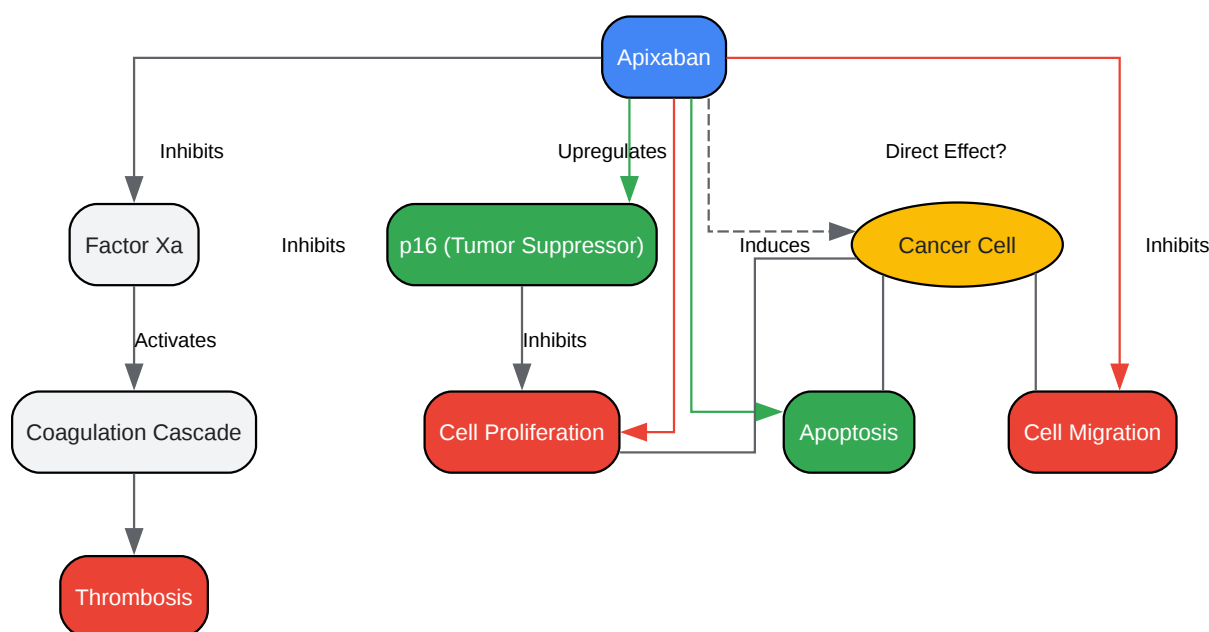 Apixaban
Inhibits
Upregulates
Direct Effect?
Factor Xa
Inhibits
p16 (Tumor Suppressor)
Induces
Cancer Cell
Inhibits
Activates
Inhibits
Coagulation Cascade
Cell Proliferation
Apoptosis
Cell Migration
Thrombosis